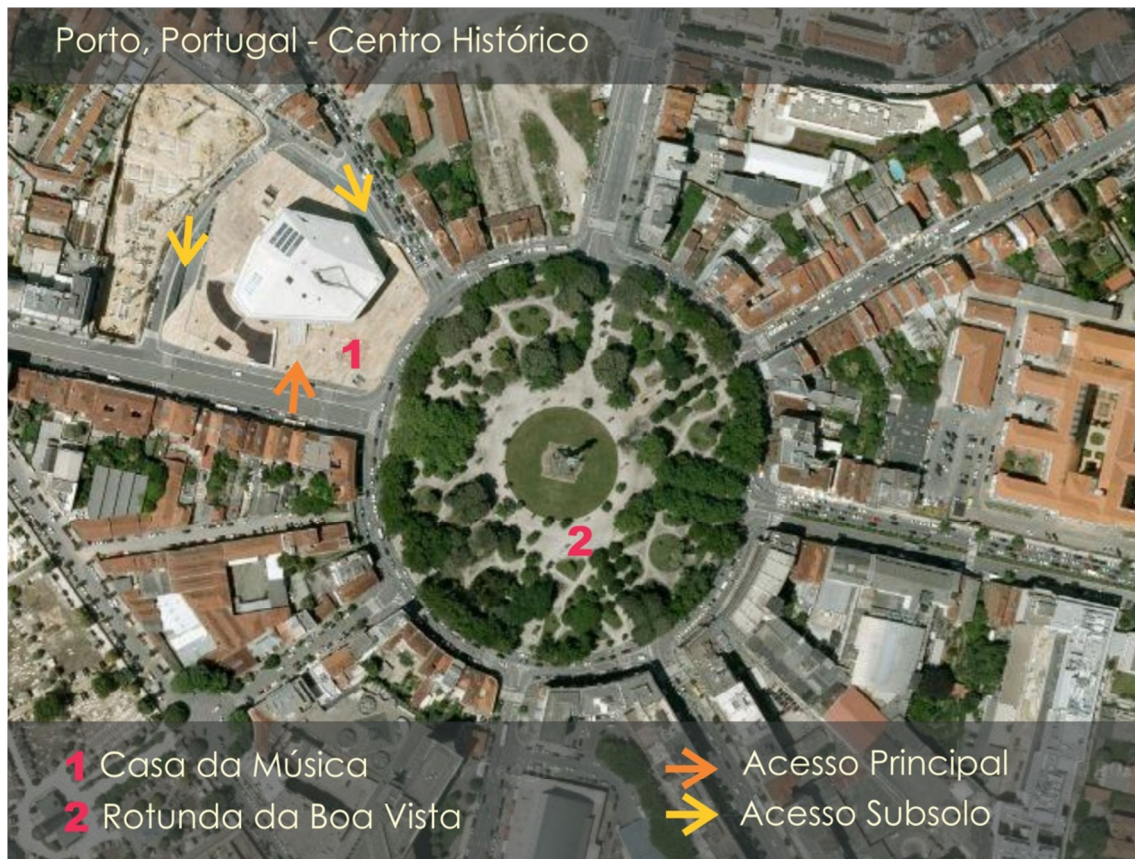 Porto, Portugal - Centro Histórico
1
2
1 Casa da Música
2 Rotunda da Boa Vista
Acesso Principal
Acesso Subsolo